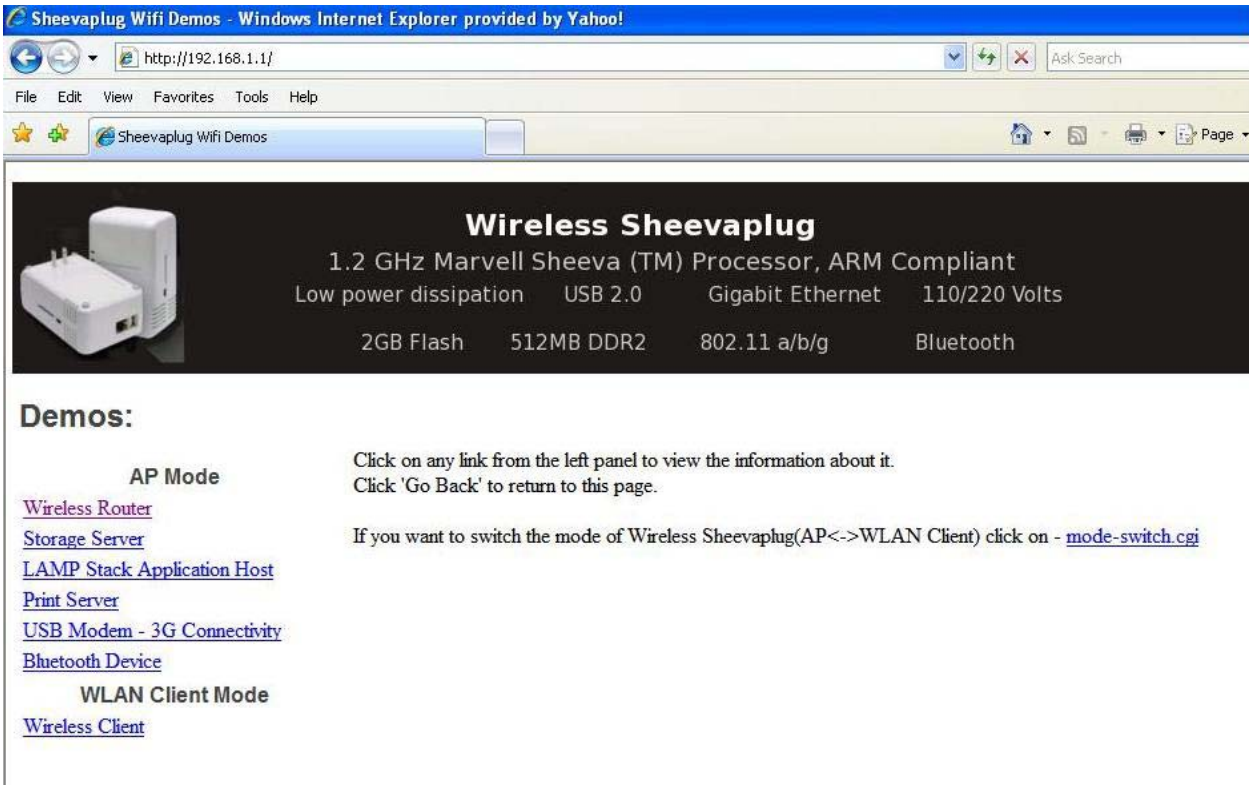 Sheevaplug Wifi Demos - Windows Internet Explorer provided by Yahoo!
http://192.168.1.1/
Ask Search
File Edit View Favorites Tools Help
Sheevaplug Wifi Demos
Page
Wireless Sheevaplug
1.2 GHz Marvell Sheeva (TM) Processor, ARM Compliant
Low power dissipation USB 2.0 Gigabit Ethernet 110/220 Volts
2GB Flash 512MB DDR2 802.11 a/b/g Bluetooth
Demos:
AP Mode
Wireless Router
Storage Server
LAMP Stack Application Host
Print Server
USB Modem - 3G Connectivity
Bluetooth Device
WLAN Client Mode
Wireless Client
Click on any link from the left panel to view the information about it.
Click 'Go Back' to return to this page.
If you want to switch the mode of Wireless Sheevaplug(AP<->WLAN Client) click on - mode-switch.cgi